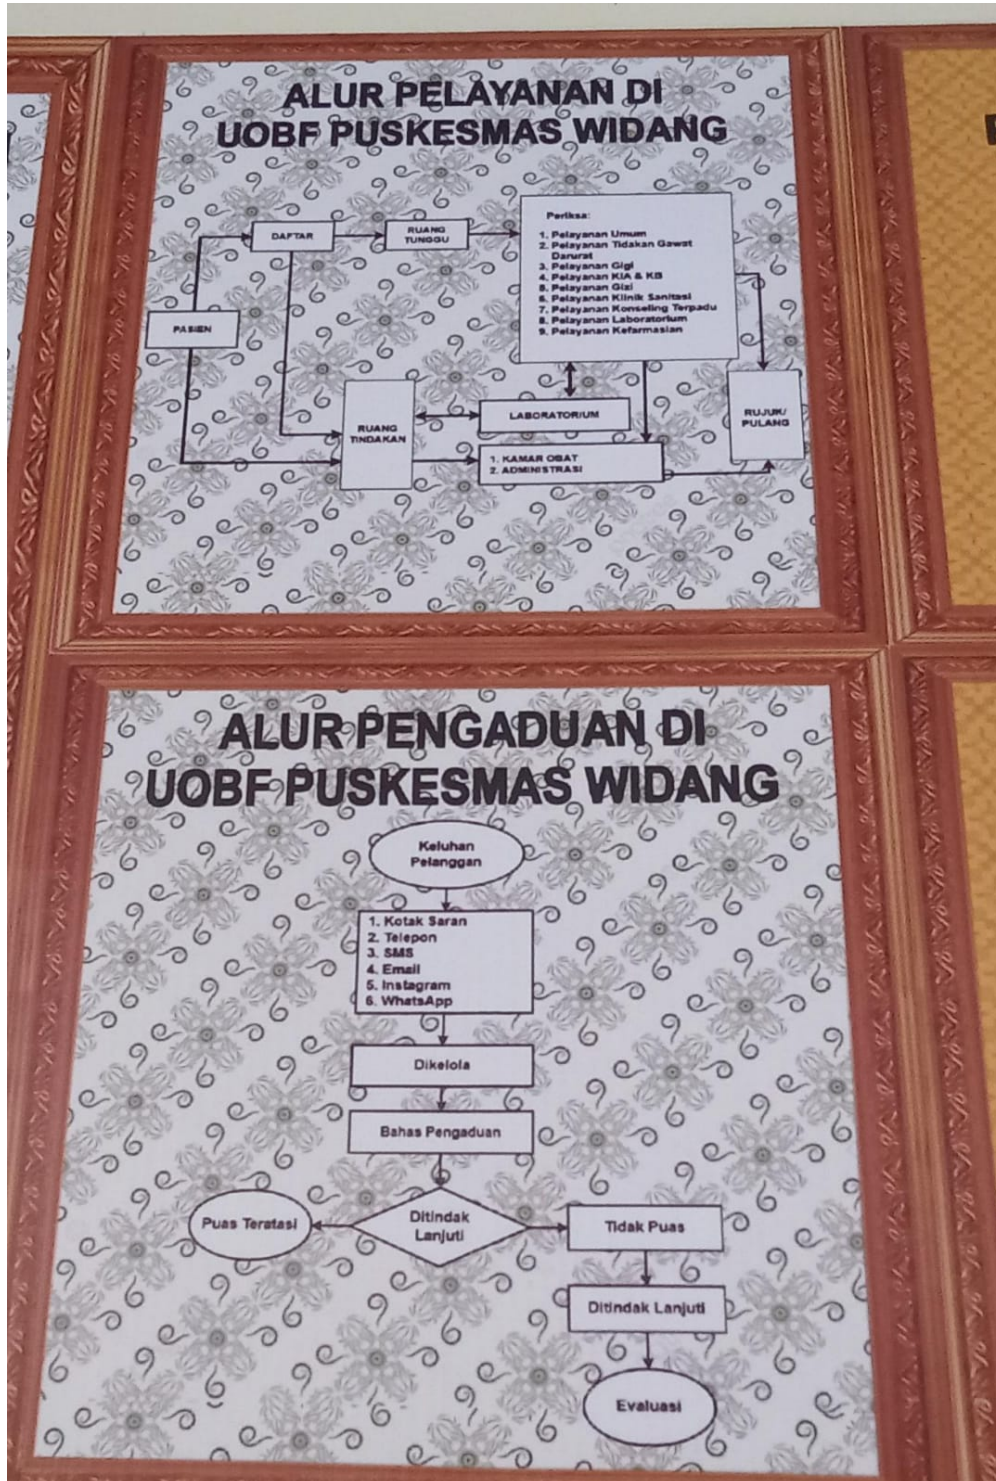 ALUR PELAYANAN DI
UOBF PUSKESMAS WIDANG
PASIEN
DAFTAR
RUANG
TUNGGU
Periksa:
1. Pelayanan Umum
2. Pelayanan Tidakan Gawat
Darurat
3. Pelayanan Gigi
4. Pelayanan KIA & KB
5. Pelayanan Gizi
6. Pelayanan Klinik Sanitasi
7. Pelayanan Konseling Terpadu
8. Pelayanan Laboratorium
9. Pelayanan Kefarmasian
RUANG
TINDAKAN
LABORATORIUM
1. KAMAR OBAT
2. ADMINISTRASI
RUJUK/
PULANG
ALUR PENGADUAN DI
UOBF PUSKESMAS WIDANG
Keluhan
Pelanggan
1. Kotak Saran
2. Telepon
3. SMS
4. Email
5. Instagram
6. WhatsApp
Dikelola
Bahas Pengaduan
Ditindak
Lanjuti
Puas Teratasi
Tidak Puas
Ditindak Lanjuti
Evaluasi